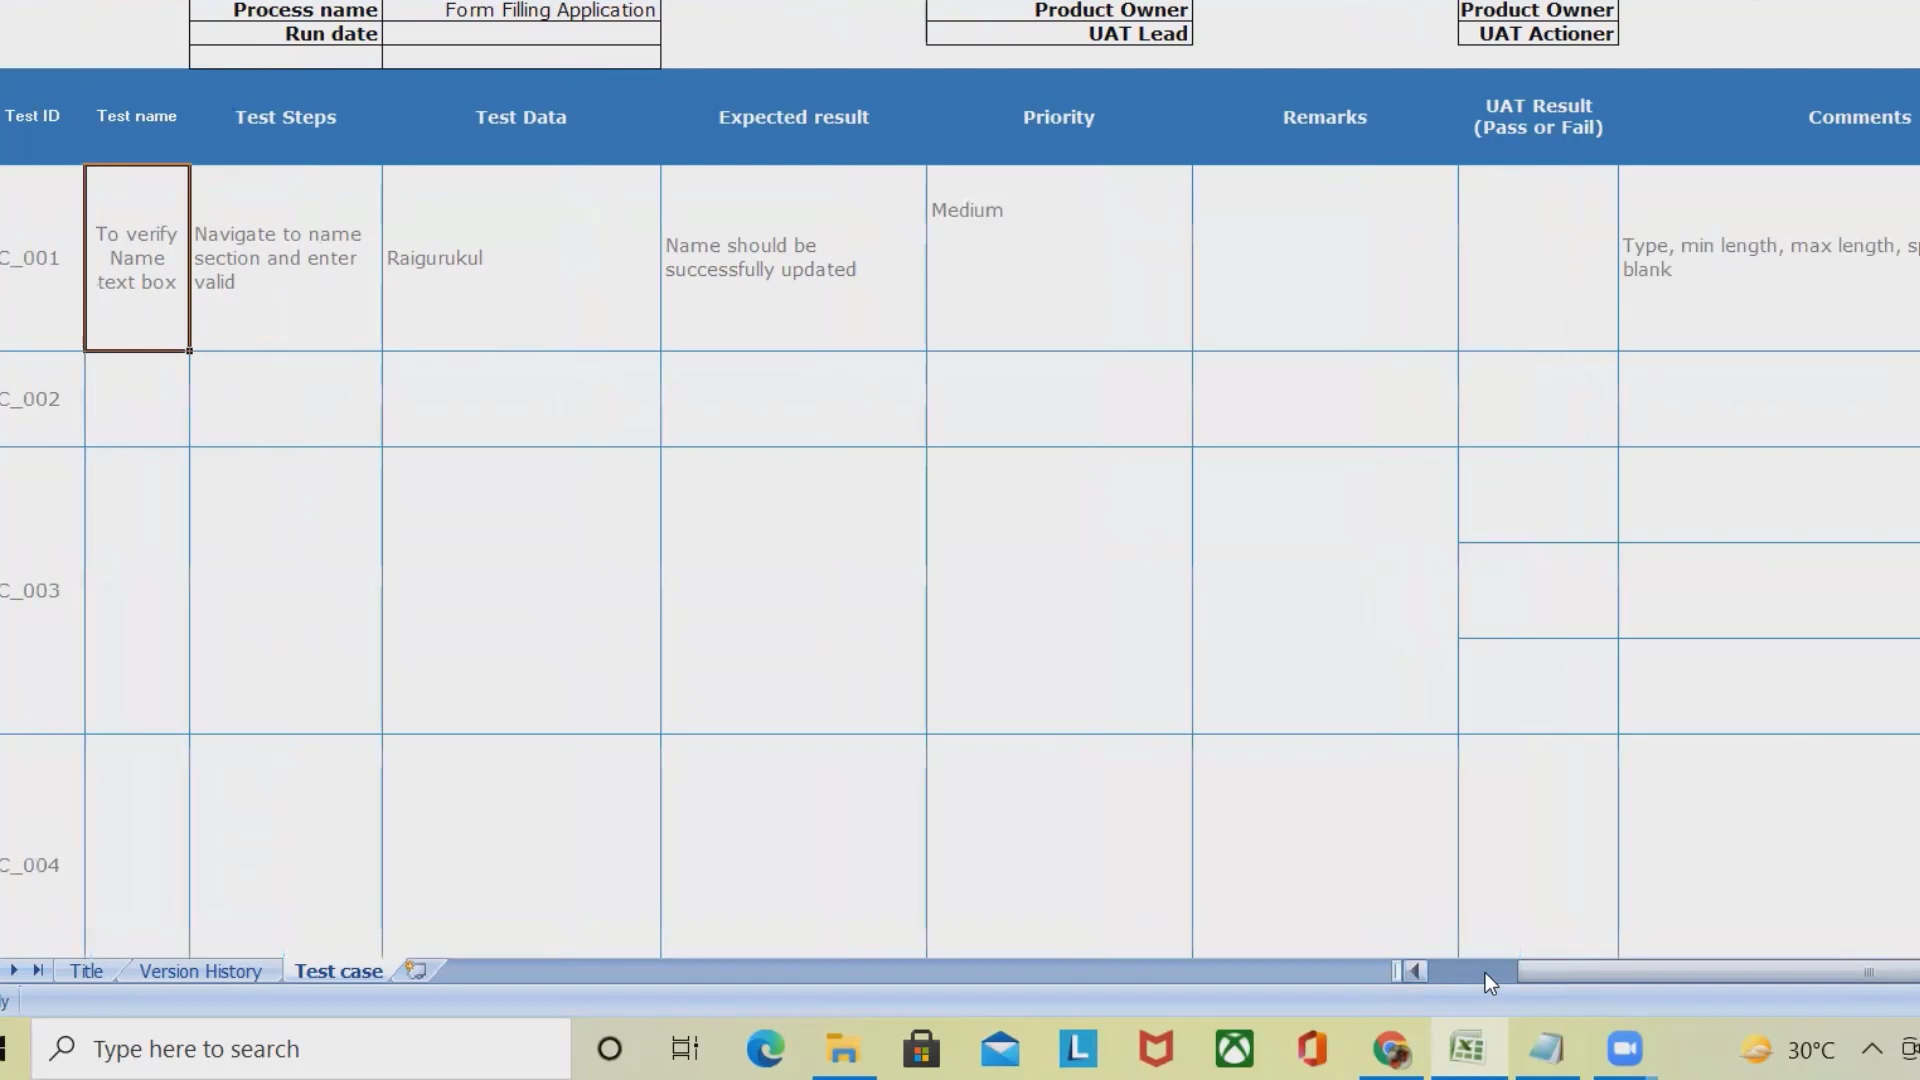 Process name Form Filling Application Product Owner Product Owner
Run date UAT Lead UAT Actioner
Test ID Test name Test Steps Test Data Expected result Priority Remarks UAT Result (Pass or Fail) Comments
C_001
To verify
Name
text box
Navigate to name
section and enter
valid
Raigurukul
Name should be
successfully updated
Medium
Type, min length, max length, sp
blank
C_002
C_003
C_004
Title Version History Test case
y
Type here to search
30°C